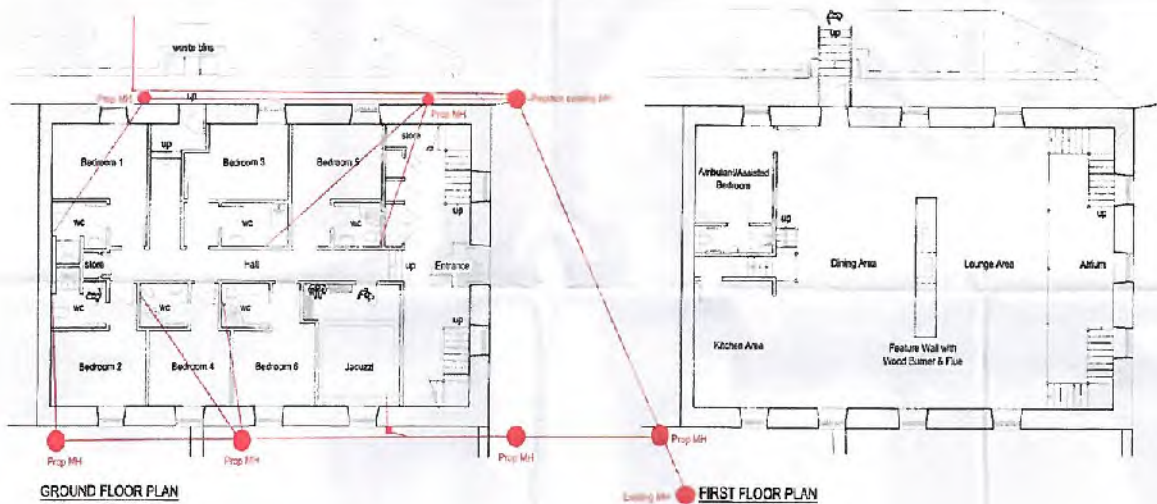 waste bins
up
Prop MH
up
Prop MH
Bedroom 1
up
Bedroom 3
Bedroom 5
store
up
wc
wc
wc
store
Hall
up
Entrance
wc
wc
wc
up
Bedroom 2
Bedroom 4
Bedroom 6
Jacuzzi
Prop MH
Prop MH
Prop MH
Prop MH
Existing MH
GROUND FLOOR PLAN
up
Ambulant/Assisted
Bedroom
up
up
Dining Area
Lounge Area
Atrium
Kitchen Area
Feature Wall with
Wood Burner & Flue
FIRST FLOOR PLAN